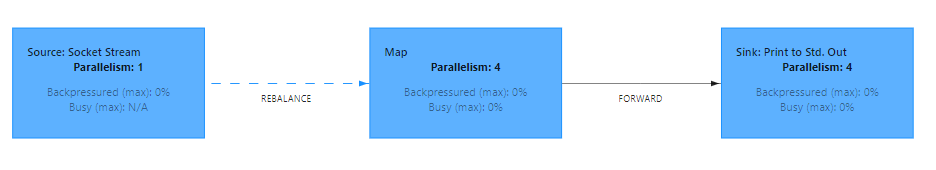 Source: Socket Stream
Parallelism: 1
Backpressured (max): 0%
Busy (max): N/A
REBALANCE
Map
Parallelism: 4
Backpressured (max): 0%
Busy (max): 0%
FORWARD
Sink: Print to Std. Out
Parallelism: 4
Backpressured (max): 0%
Busy (max): 0%